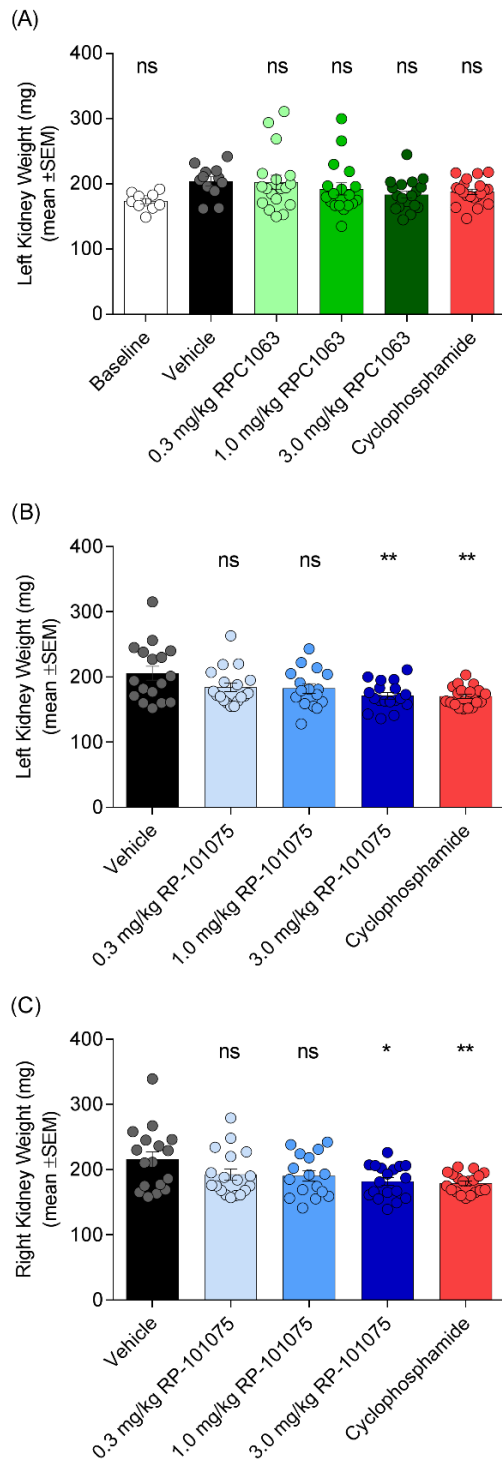 (A)
ns ns ns ns ns
Left Kidney Weight (mg)
(mean ±SEM)
400
300
200
100
0
Baseline
Vehicle
0.3 mg/kg RPC1063
1.0 mg/kg RPC1063
3.0 mg/kg RPC1063
Cyclophosphamide
(B)
ns ns ** **
Left Kidney Weight (mg)
(mean ±SEM)
400
300
200
100
0
Vehicle
0.3 mg/kg RP-101075
1.0 mg/kg RP-101075
3.0 mg/kg RP-101075
Cyclophosphamide
(C)
ns ns * **
Right Kidney Weight (mg)
(mean ±SEM)
400
300
200
100
0
Vehicle
0.3 mg/kg RP-101075
1.0 mg/kg RP-101075
3.0 mg/kg RP-101075
Cyclophosphamide